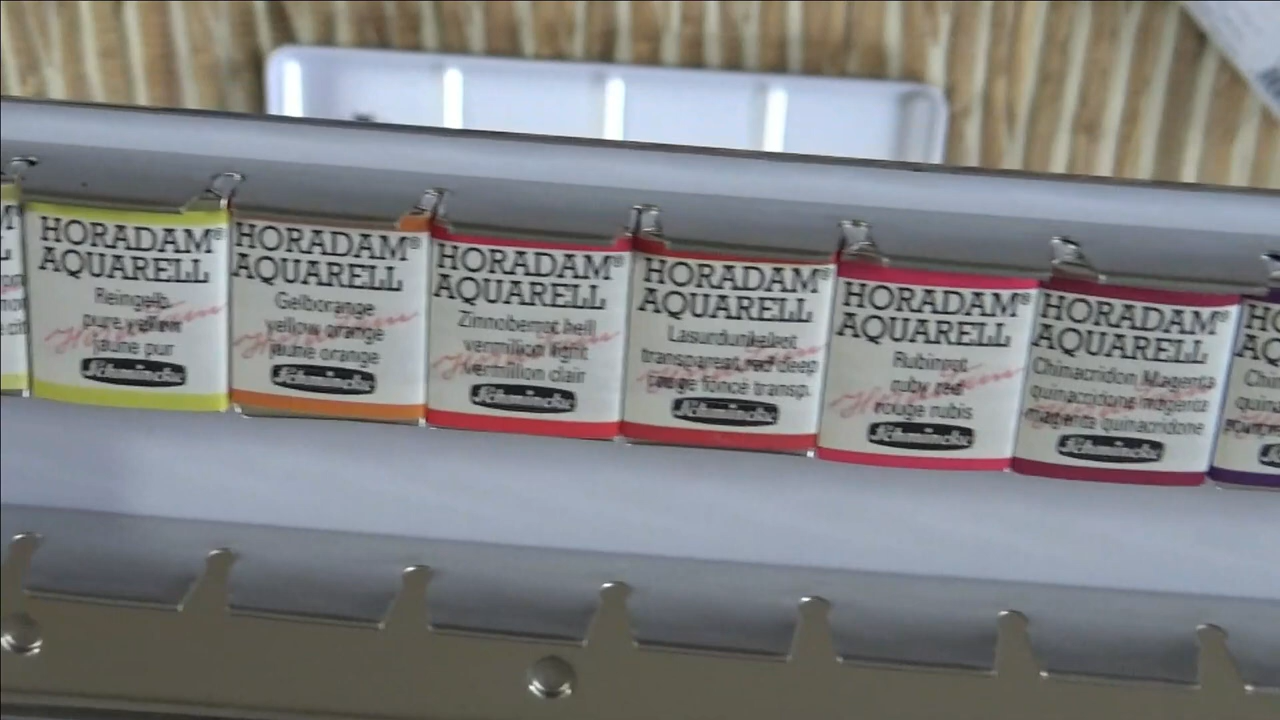 HORADAM®
AQUARELL
Reingelb
pure yellow
jaune pur
Schmincke
HORADAM
AQUARELL
Gelborange
yellow orange
jaune orange
Schmincke
HORADAM®
AQUARELL
Zinnoberrot hell
vermilion light
vermillon clair
Schmincke
HORADAM®
AQUARELL
Lasurdunkelrot
transparent red deep
rouge foncé transp.
Schmincke
HORADAM®
AQUARELL
Rubinrot
ruby red
rouge rubis
Schmincke
HORADAM®
AQUARELL
Chinacridon Magenta
quinacridone magenta
magenta quinacridone
Schmincke